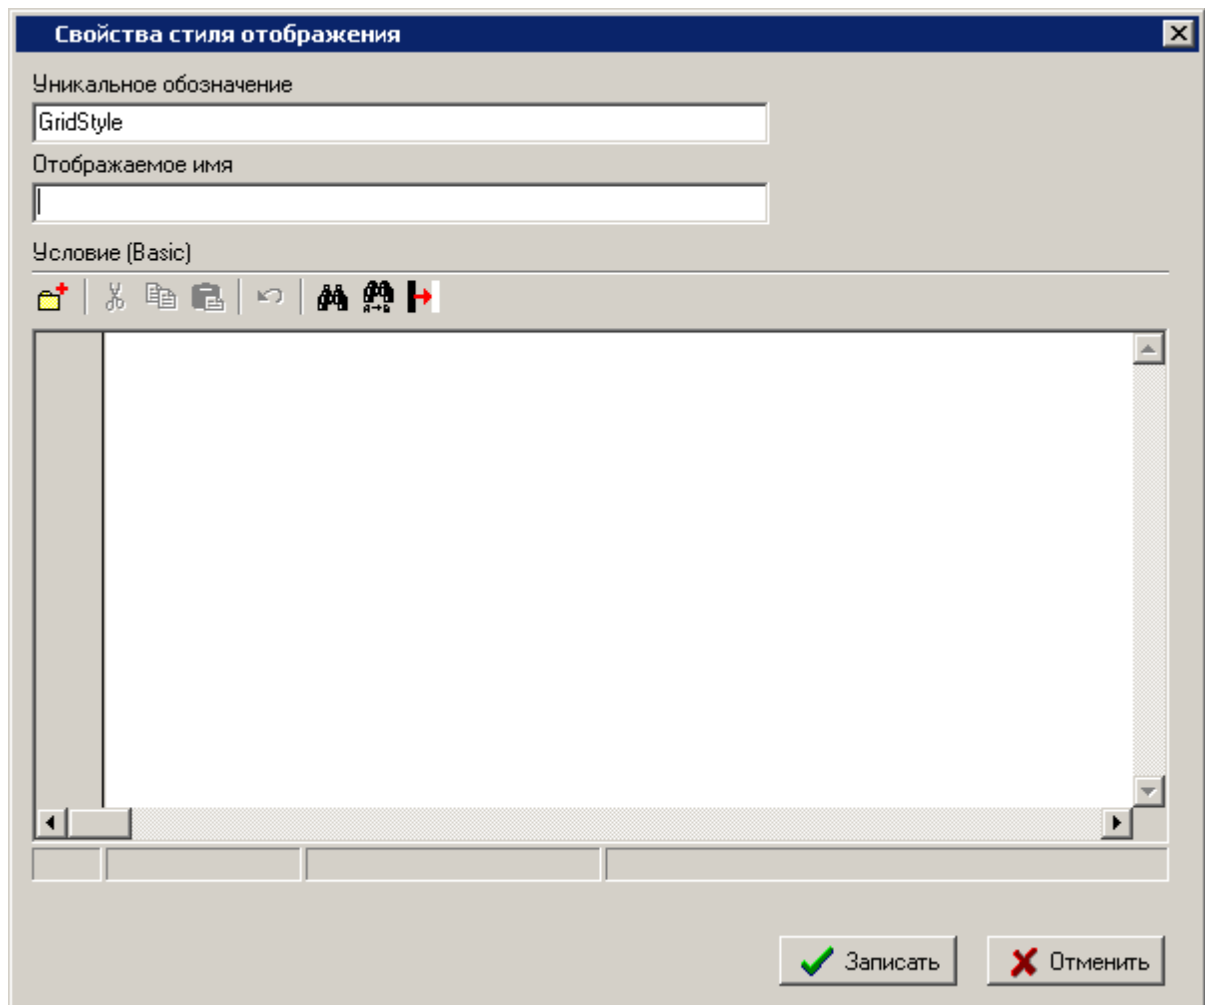 Свойства стиля отображения
Уникальное обозначение
GridStyle
Отображаемое имя
Условие (Basic)
Записать
Отменить